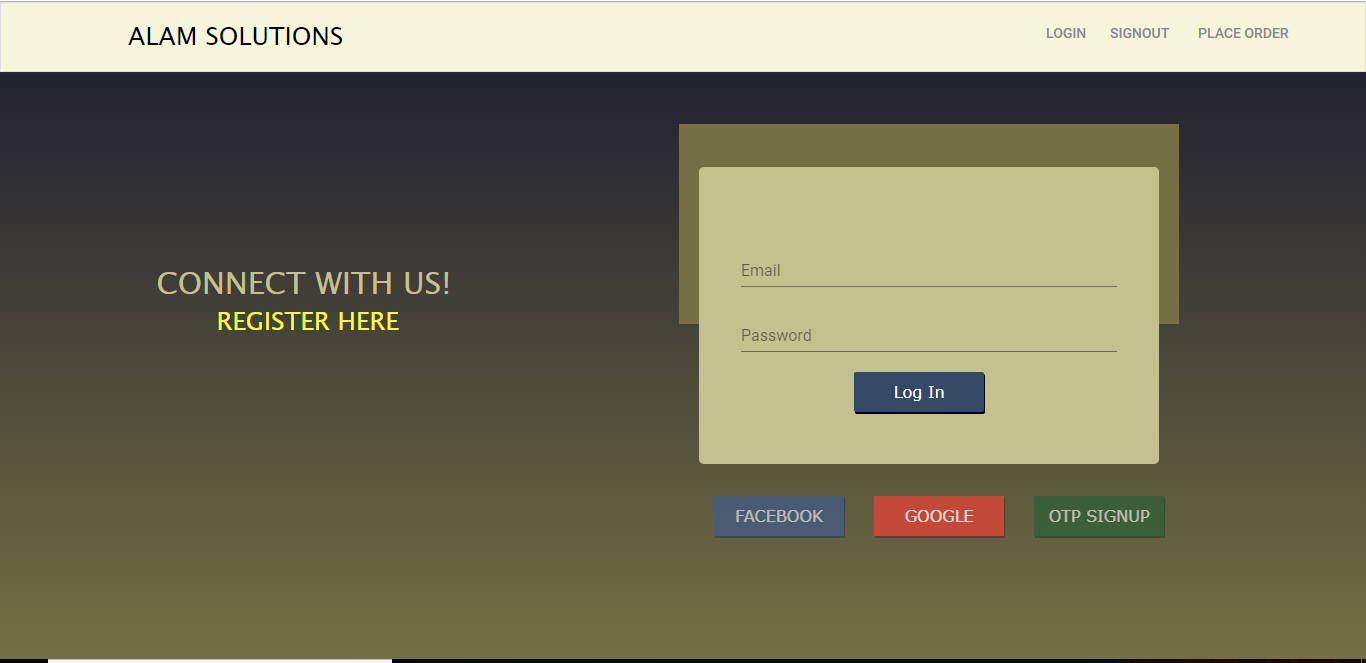 ALAM SOLUTIONS
LOGIN SIGNOUT PLACE ORDER
CONNECT WITH US!
REGISTER HERE
Email
Password
Log In
FACEBOOK GOOGLE OTP SIGNUP